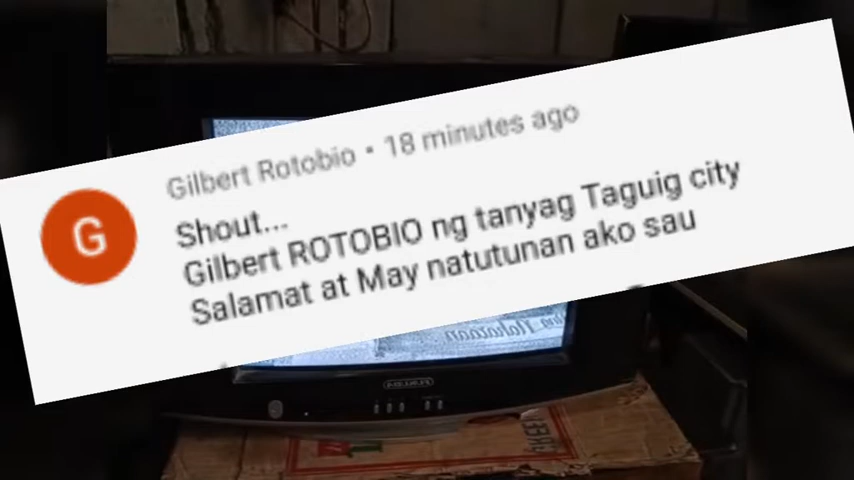 Gilbert Rotobio • 18 minutes ago
Shout...
Gilbert ROTOBIO ng tanyag Taguig city
Salamat at May natutunan ako sau
G